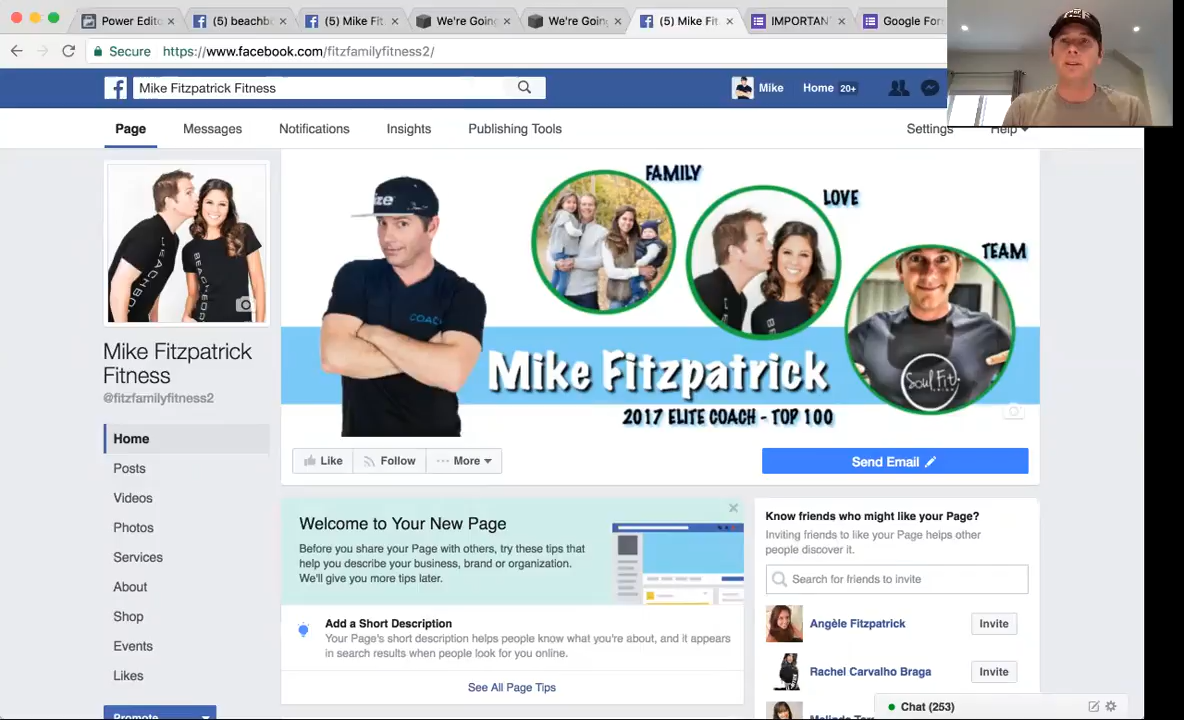 Power Edito
(5) beachbo
(5) Mike Fit
We're Going
We're Going
(5) Mike Fit
IMPORTAN
Google For
Secure https://www.facebook.com/fitzfamilyfitness2/
Mike Fitzpatrick Fitness
Mike
Home 20+
Page
Messages
Notifications
Insights
Publishing Tools
Settings
Help
FAMILY
LOVE
TEAM
COACH
Soul Fit
Mike Fitzpatrick
2017 ELITE COACH - TOP 100
Mike Fitzpatrick
Fitness
@fitzfamilyfitness2
Home
Posts
Videos
Photos
Services
About
Shop
Events
Likes
Promote
Like
Follow
More
Send Email
Welcome to Your New Page
Before you share your Page with others, try these tips that
help you describe your business, brand or organization.
We'll give you more tips later.
Add a Short Description
Your Page's short description helps people know what you're about, and it appears
in search results when people look for you online.
See All Page Tips
Know friends who might like your Page?
Inviting friends to like your Page helps other
people discover it.
Search for friends to invite
Angèle Fitzpatrick
Invite
Rachel Carvalho Braga
Invite
Chat (253)